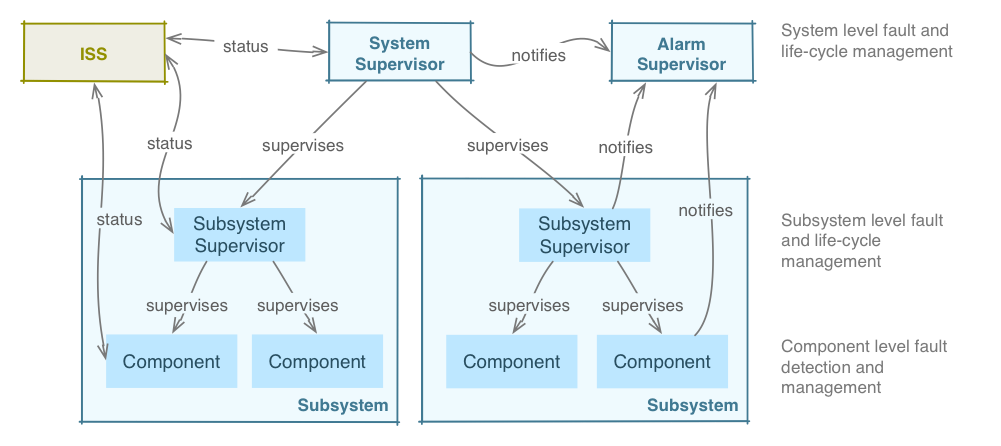 ISS
status
System
Supervisor
notifies
Alarm
Supervisor
System level fault and
life-cycle management
status
supervises
supervises
notifies
status
Subsystem
Supervisor
Subsystem
Supervisor
notifies
Subsystem level fault
and life-cycle
management
supervises
supervises
supervises
supervises
Component
Component
Component
Component
Component level fault
detection and
management
Subsystem
Subsystem